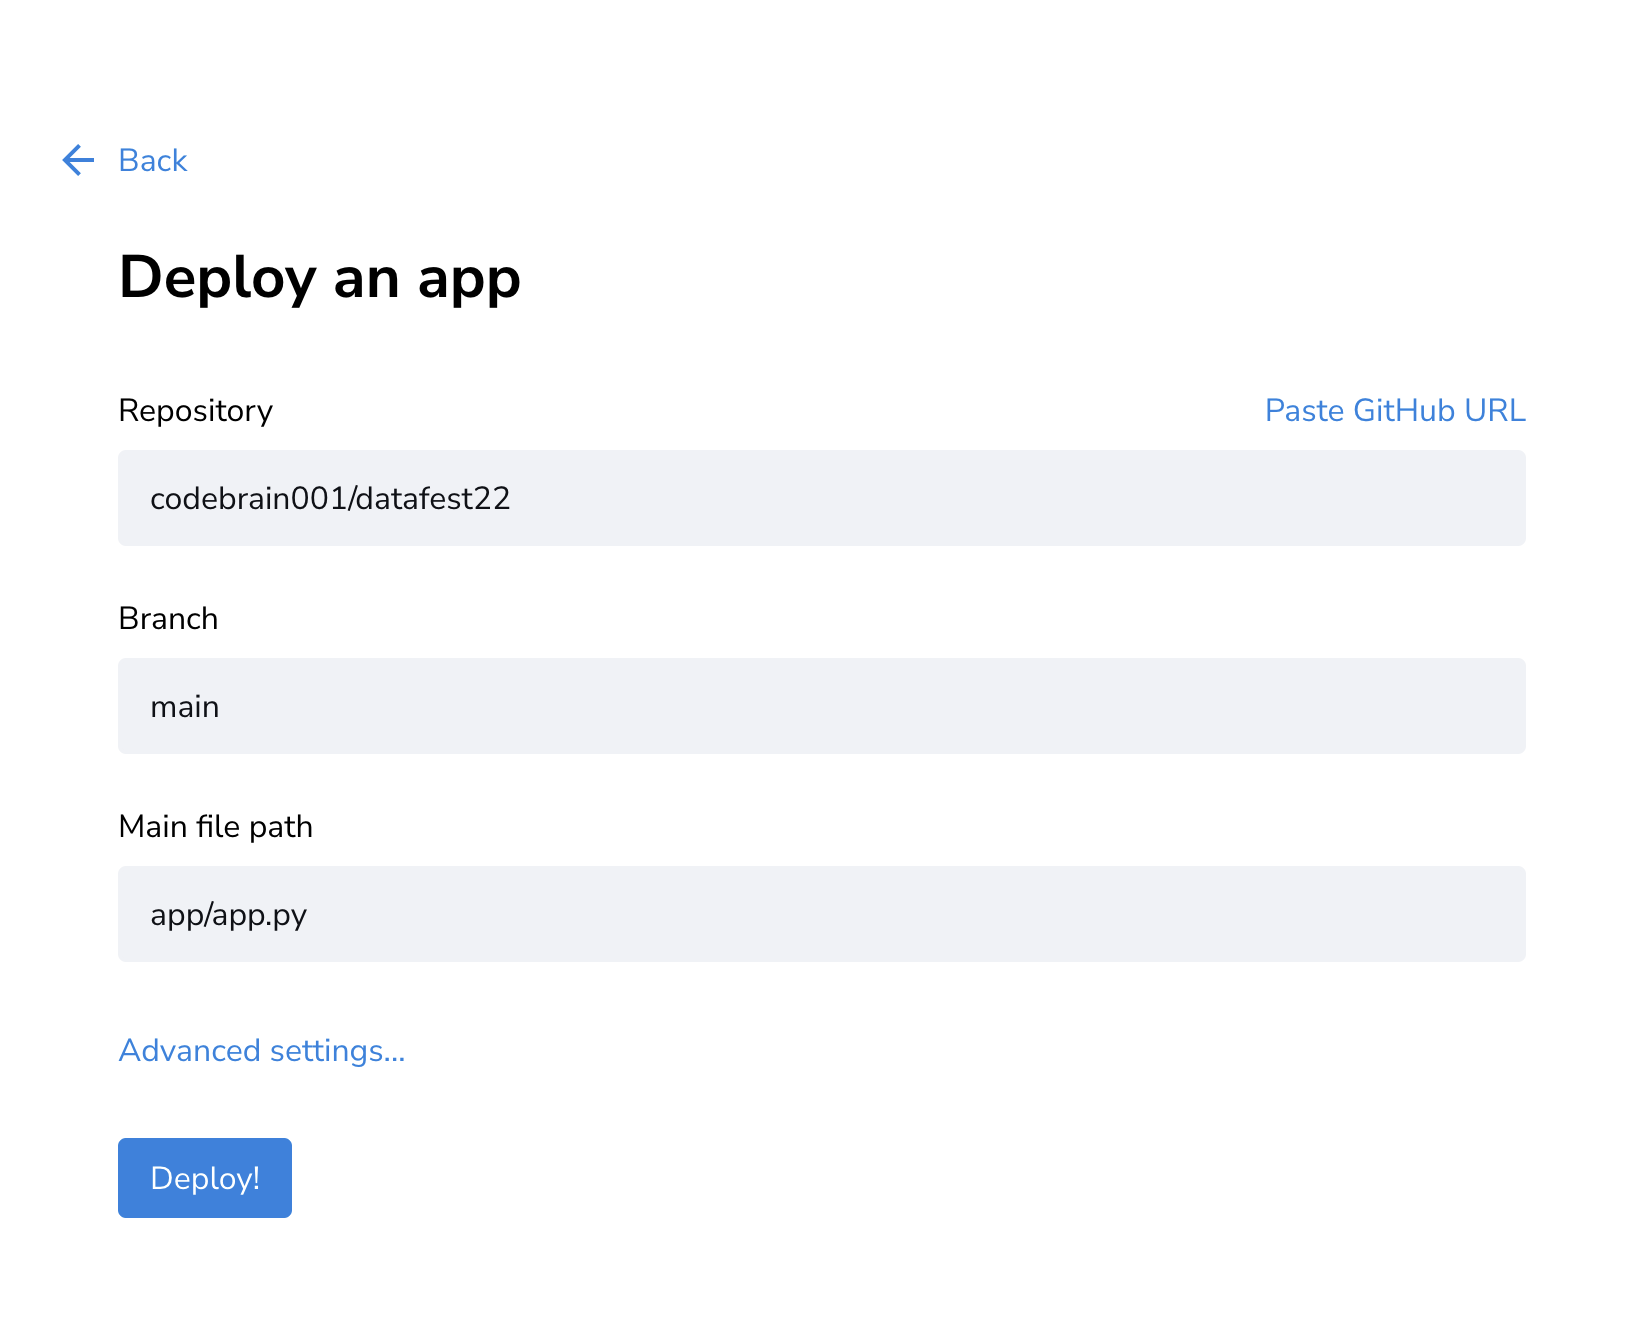 Back
Deploy an app
Repository
Paste GitHub URL
codebrain001/datafest22
Branch
main
Main file path
app/app.py
Advanced settings...
Deploy!